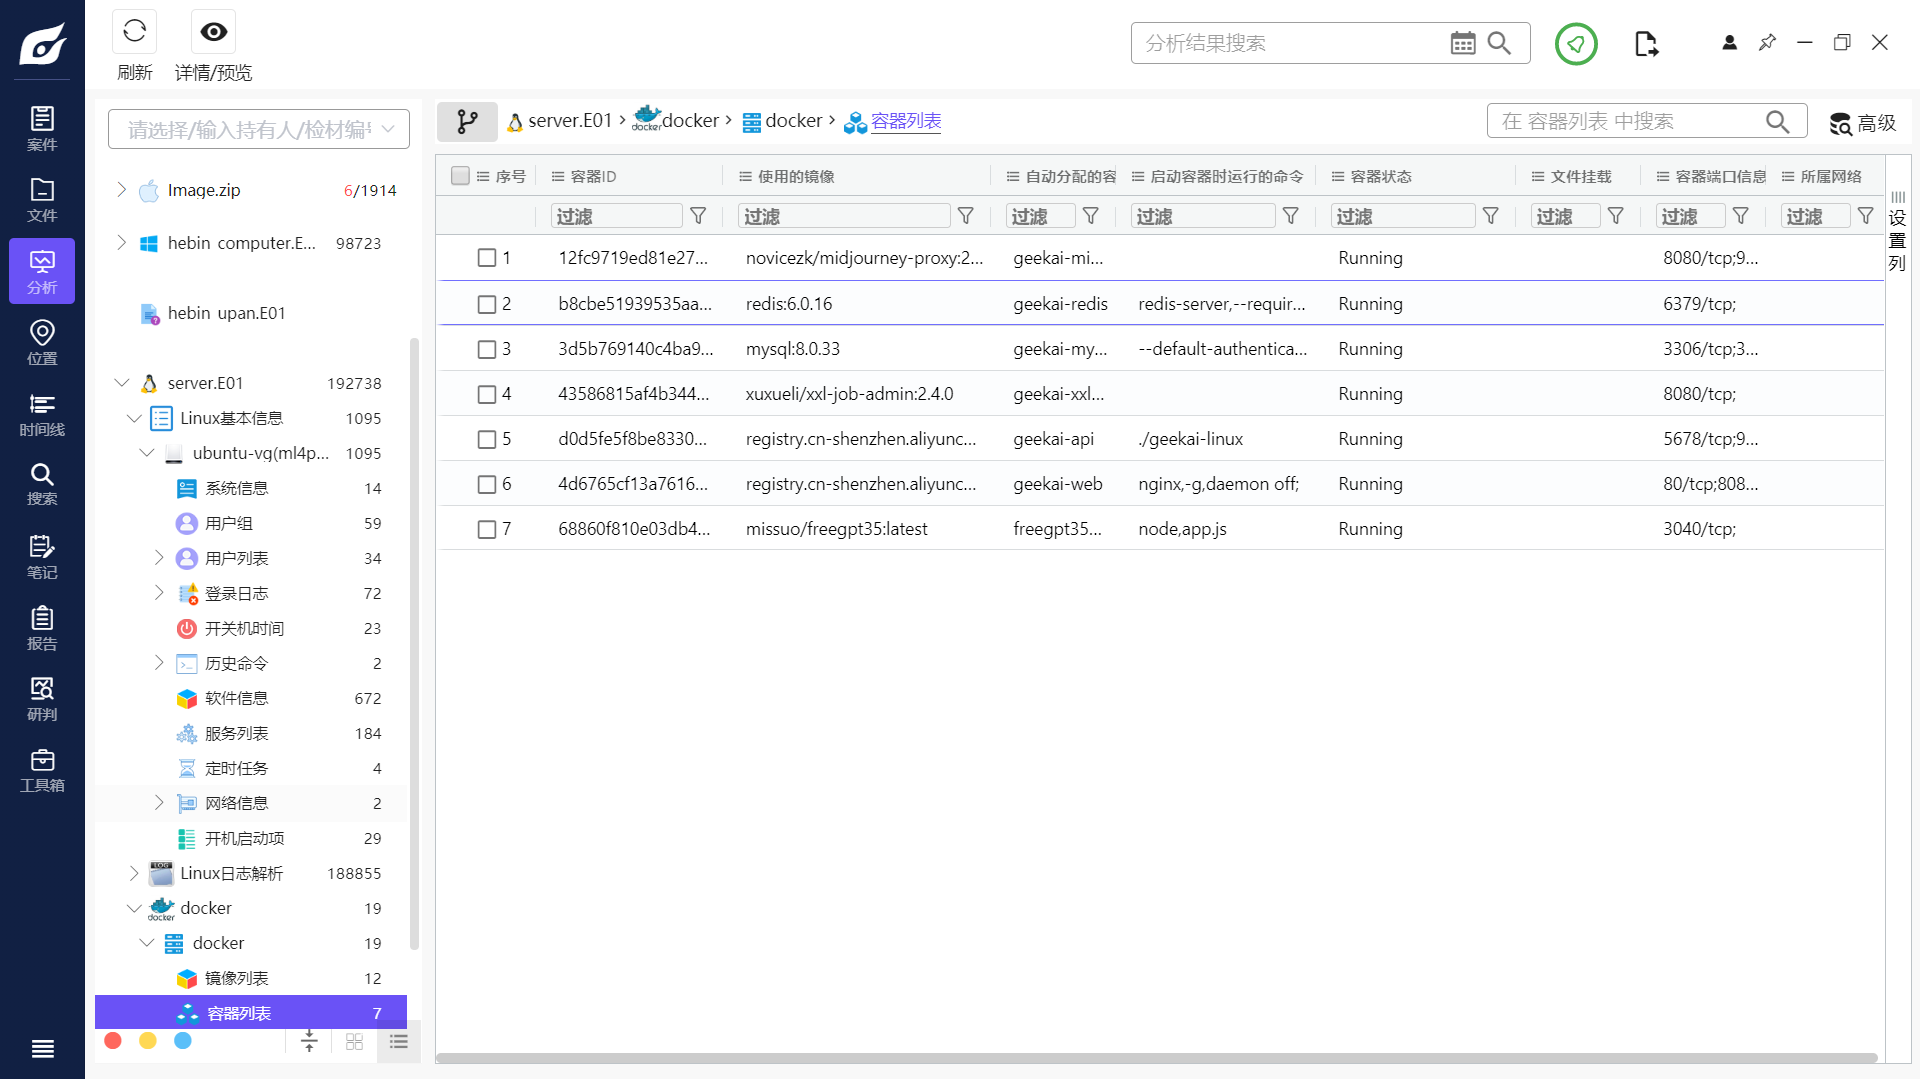 刷新
详情/预览
分析结果搜索
案件
文件
分析
位置
时间线
搜索
笔记
报告
研判
工具箱
请选择/输入持有人/检材编号
Image.zip 6/1914
hebin computer.E... 98723
hebin upan.E01
server.E01 192738
Linux基本信息 1095
ubuntu-vg(ml4p... 1095
系统信息 14
用户组 59
用户列表 34
登录日志 72
开关机时间 23
历史命令 2
软件信息 672
服务列表 184
定时任务 4
网络信息 2
开机启动项 29
Linux日志解析 188855
docker 19
docker 19
镜像列表 12
容器列表 7
server.E01 › docker › docker › 容器列表
在 容器列表 中搜索
高级
序号 容器ID 使用的镜像 自动分配的容 启动容器时运行的命令 容器状态 文件挂载 容器端口信息 所属网络
过滤 过滤 过滤 过滤 过滤 过滤 过滤 过滤
1 12fc9719ed81e27... novicezk/midjourney-proxy:2... geekai-mi... Running 8080/tcp;9...
2 b8cbe51939535aa... redis:6.0.16 geekai-redis redis-server,--requir... Running 6379/tcp;
3 3d5b769140c4ba9... mysql:8.0.33 geekai-my... --default-authentica... Running 3306/tcp;3...
4 43586815af4b344... xuxueli/xxl-job-admin:2.4.0 geekai-xxl... Running 8080/tcp;
5 d0d5fe5f8be8330... registry.cn-shenzhen.aliyunc... geekai-api ./geekai-linux Running 5678/tcp;9...
6 4d6765cf13a7616... registry.cn-shenzhen.aliyunc... geekai-web nginx,-g,daemon off; Running 80/tcp;808...
7 68860f810e03db4... missuo/freegpt35:latest freegpt35... node,app.js Running 3040/tcp;
设置列